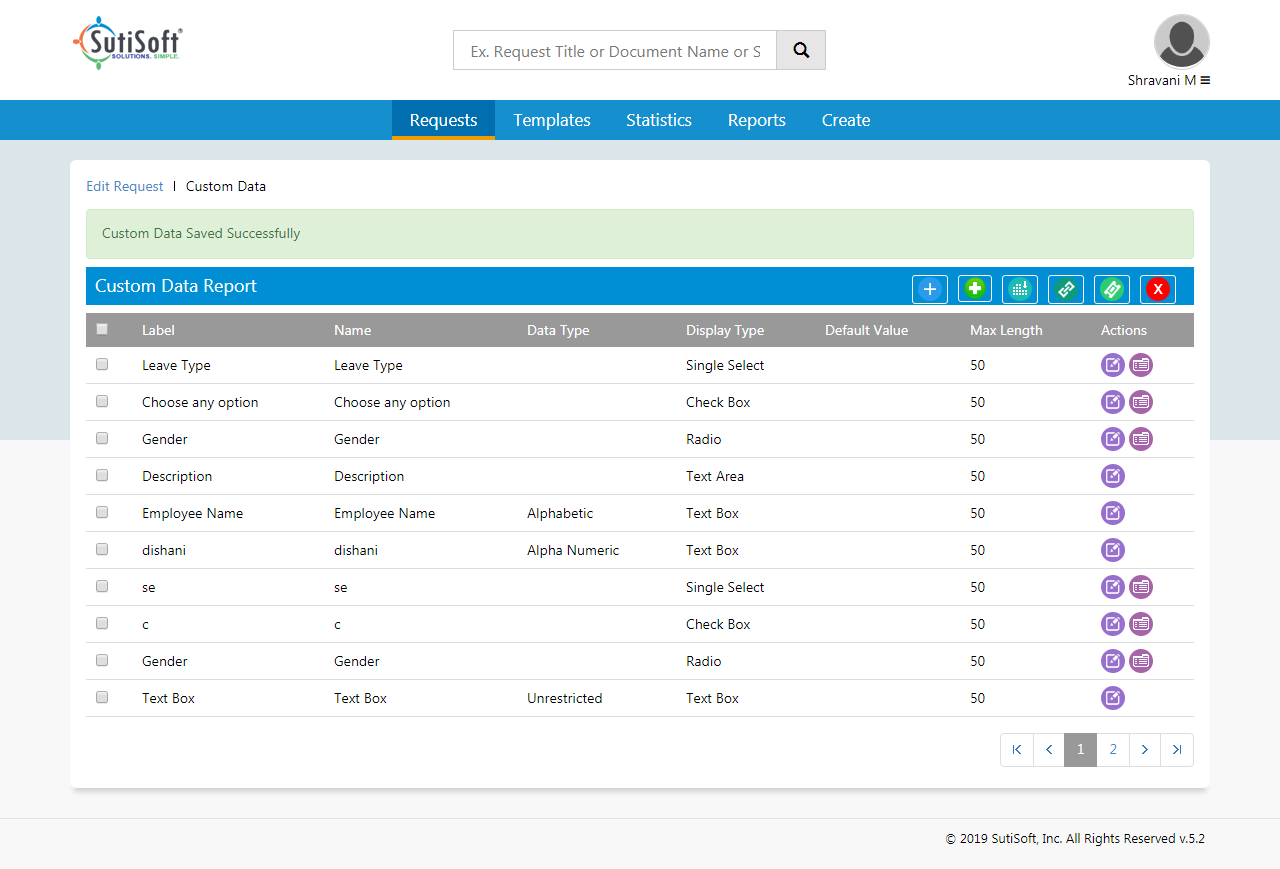 SutiSoft®
SOLUTIONS. SIMPLE.
Ex. Request Title or Document Name or S
Shravani M
Requests Templates Statistics Reports Create
Edit Request | Custom Data
Custom Data Saved Successfully
Custom Data Report X
Label Name Data Type Display Type Default Value Max Length Actions
Leave Type Leave Type Single Select 50
Choose any option Choose any option Check Box 50
Gender Gender Radio 50
Description Description Text Area 50
Employee Name Employee Name Alphabetic Text Box 50
dishani dishani Alpha Numeric Text Box 50
se se Single Select 50
c c Check Box 50
Gender Gender Radio 50
Text Box Text Box Unrestricted Text Box 50
1 2
© 2019 SutiSoft, Inc. All Rights Reserved v.5.2